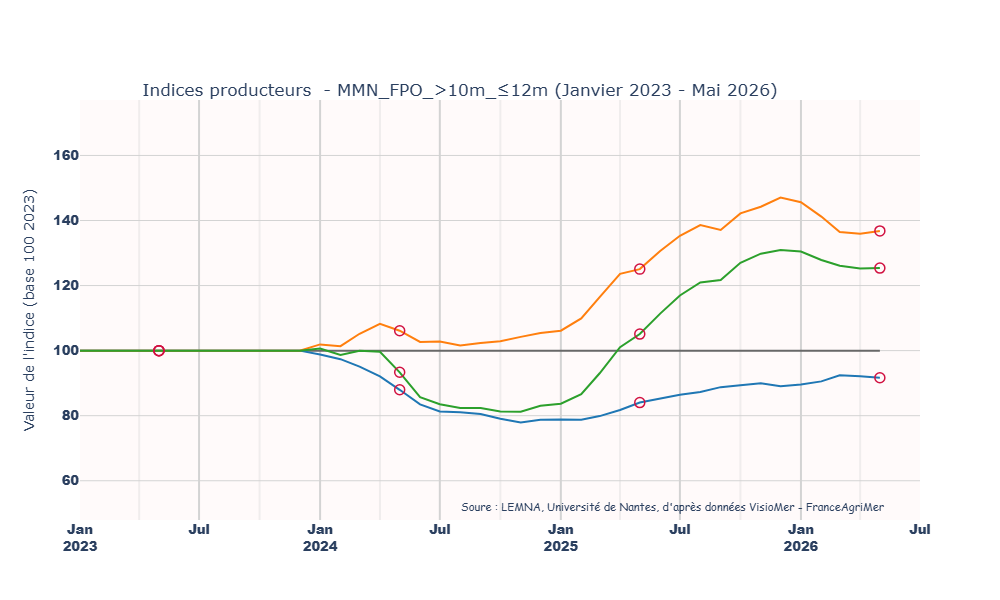 Indices producteurs  - MMN_FPO_>10m_≤12m (Janvier 2023 - Mai 2026)
Valeur de l'indice (base 100 2023)
160
140
120
100
80
60
Soure : LEMNA, Université de Nantes, d'après données VisioMer - FranceAgriMer
Jan Jul Jan Jul Jan Jul Jan Jul
2023 2024 2025 2026